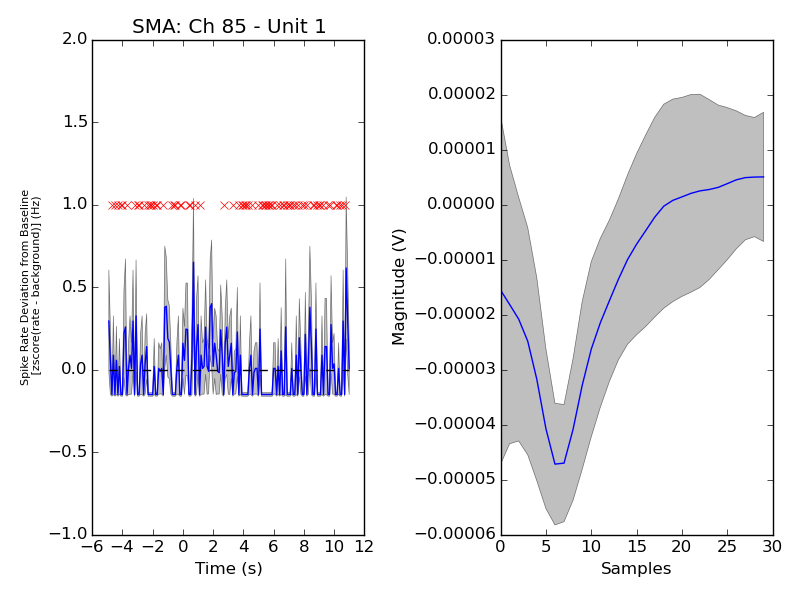 SMA: Ch 85 - Unit 1
Spike Rate Deviation from Baseline
[zscore(rate - background)] (Hz)
2.0
1.5
1.0
0.5
0.0
−0.5
−1.0
−6 −4 −2 0 2 4 6 8 10 12
Time (s)
Magnitude (V)
0.00003
0.00002
0.00001
0.00000
−0.00001
−0.00002
−0.00003
−0.00004
−0.00005
−0.00006
0 5 10 15 20 25 30
Samples